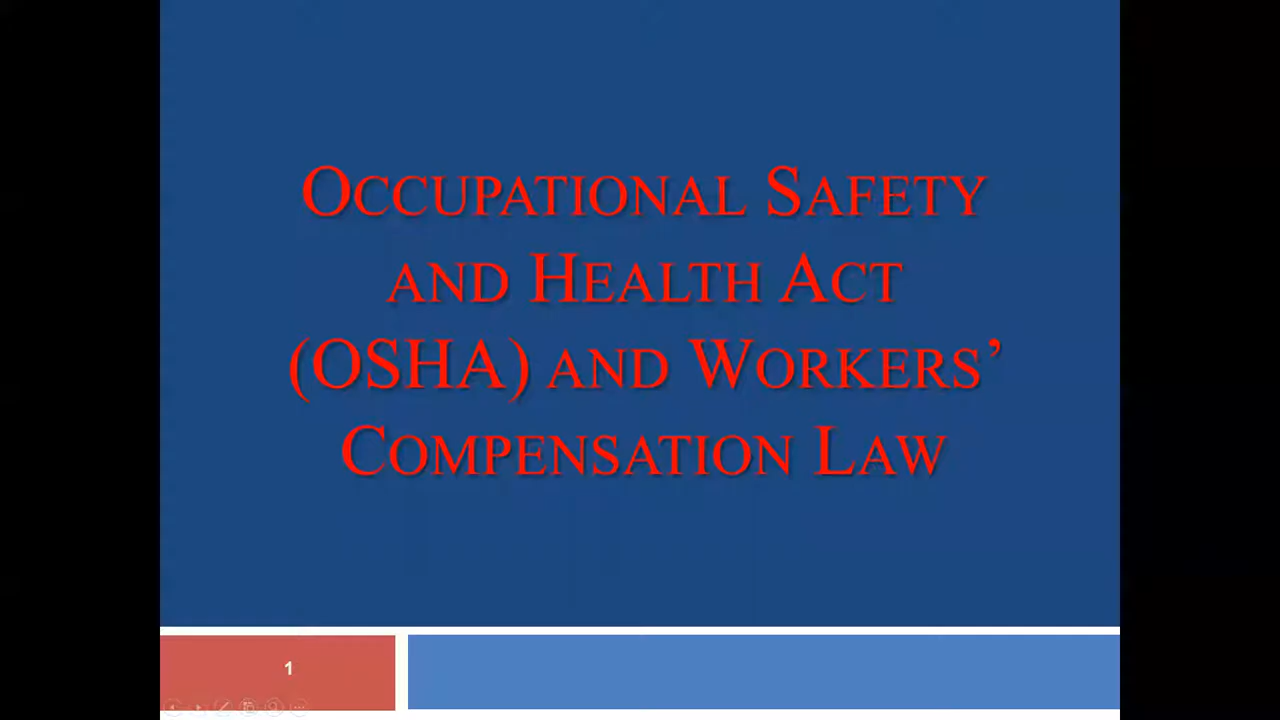 OCCUPATIONAL SAFETY
AND HEALTH ACT
(OSHA) AND WORKERS’
COMPENSATION LAW
1